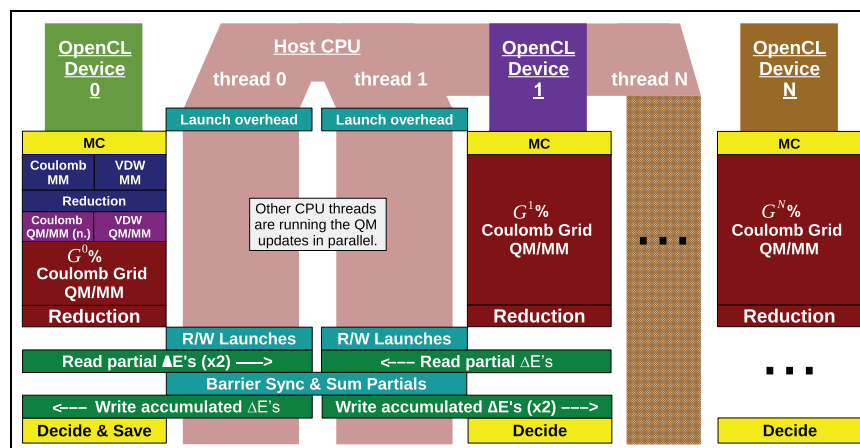 OpenCL
Device
0
Host CPU
thread 0
thread 1
OpenCL
Device
1
thread N
OpenCL
Device
N
Launch overhead
Launch overhead
MC
MC
MC
Coulomb
MM
VDW
MM
Reduction
Coulomb
QM/MM (n.)
VDW
QM/MM
G⁰%
Coulomb Grid
QM/MM
Reduction
Other CPU threads
are running the QM
updates in parallel.
G¹%
Coulomb Grid
QM/MM
Reduction
...
Gᴺ%
Coulomb Grid
QM/MM
Reduction
R/W Launches
R/W Launches
Read partial ΔE's (x2) --->
<--- Read partial ΔE's
Barrier Sync & Sum Partials
...
<--- Write accumulated ΔE's
Write accumulated ΔE's (x2) --->
Decide & Save
Decide
Decide